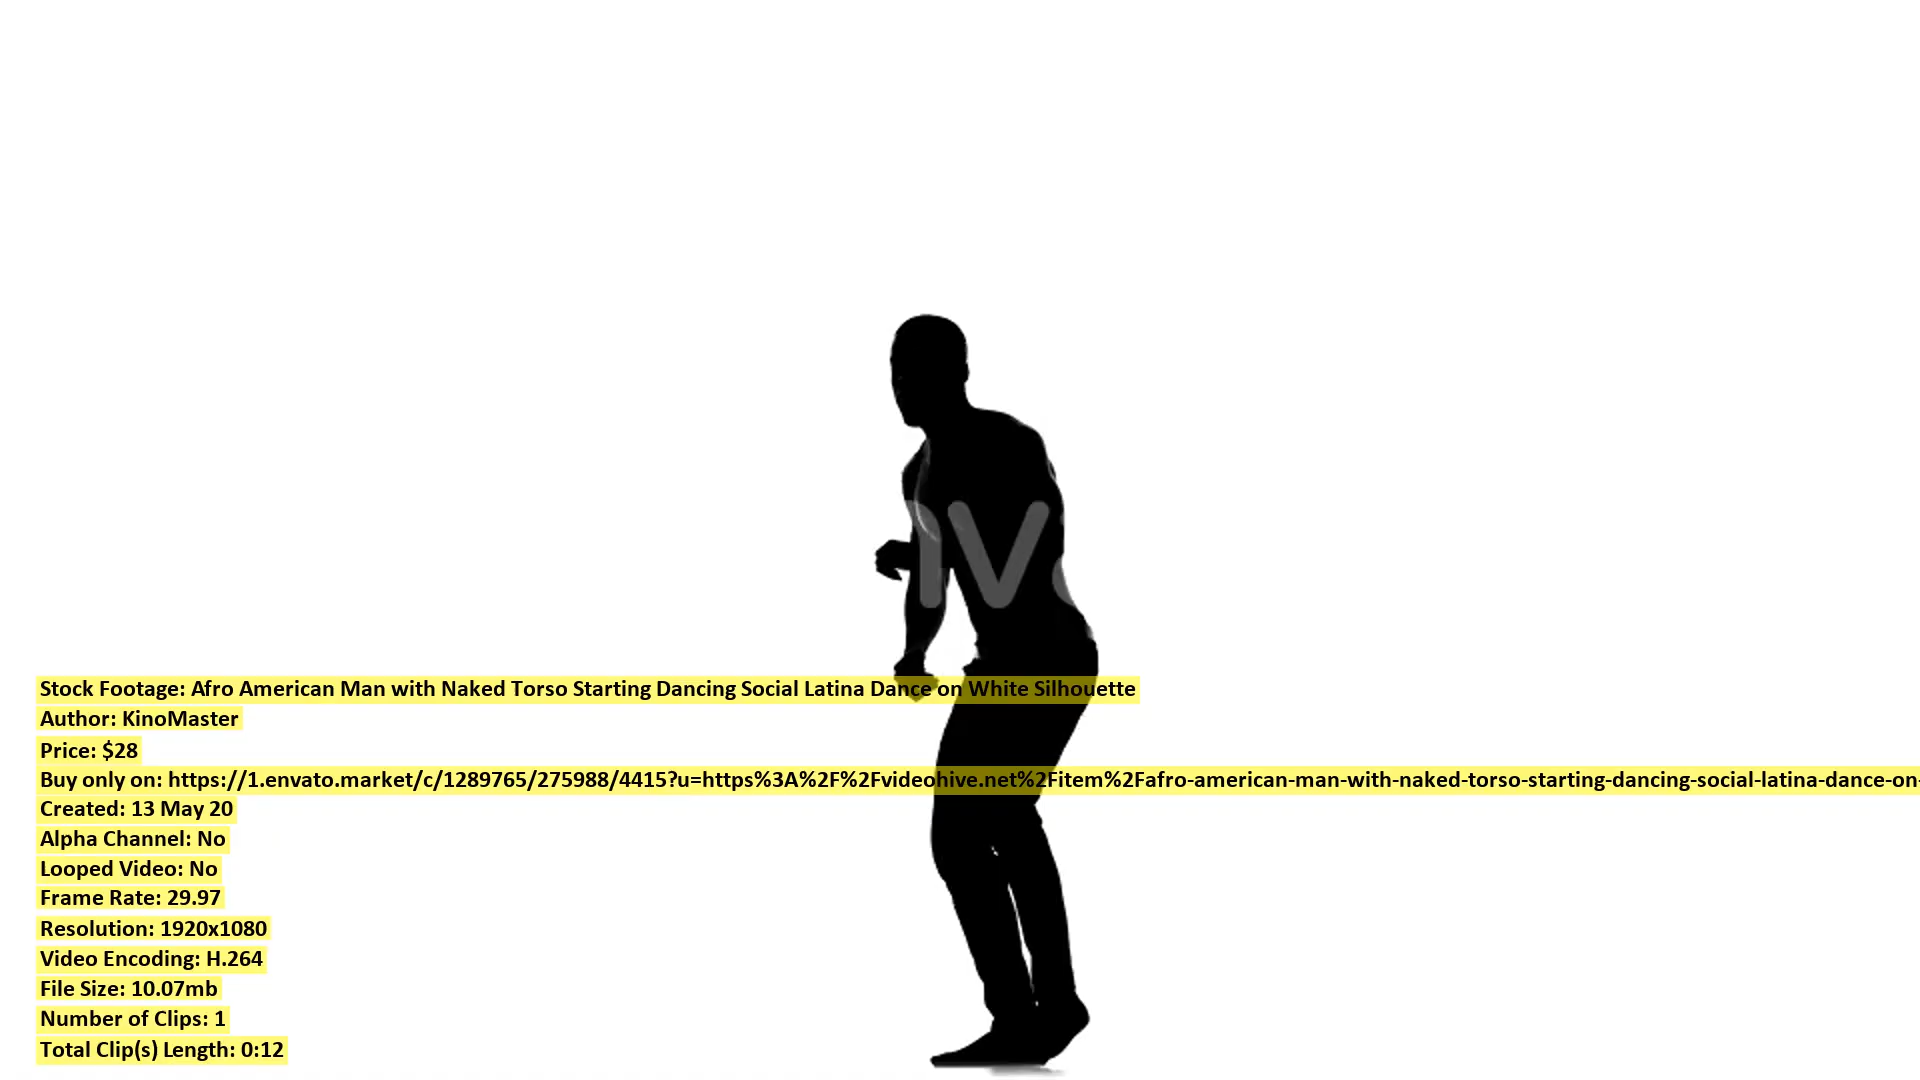 nva
Stock Footage: Afro American Man with Naked Torso Starting Dancing Social Latina Dance on White Silhouette
Author: KinoMaster
Price: $28
Buy only on: https://1.envato.market/c/1289765/275988/4415?u=https%3A%2F%2Fvideohive.net%2Fitem%2Fafro-american-man-with-naked-torso-starting-dancing-social-latina-dance-on-
Created: 13 May 20
Alpha Channel: No
Looped Video: No
Frame Rate: 29.97
Resolution: 1920x1080
Video Encoding: H.264
File Size: 10.07mb
Number of Clips: 1
Total Clip(s) Length: 0:12